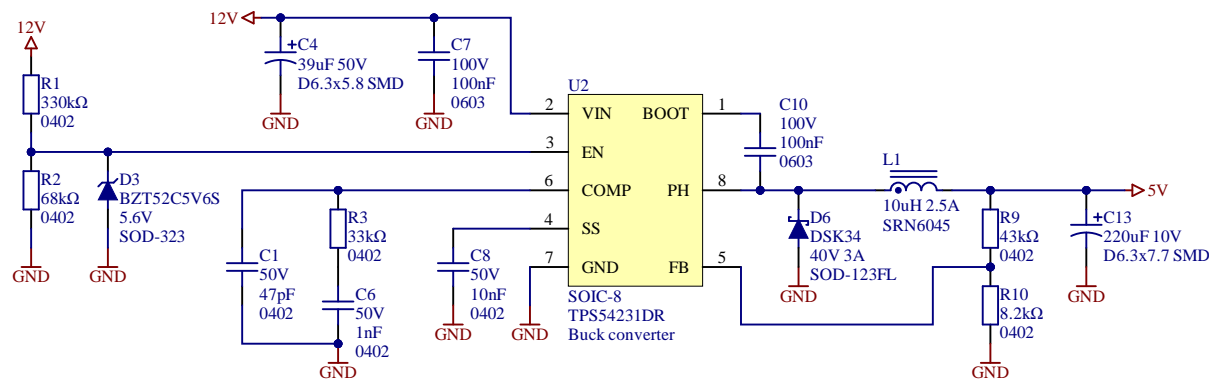 12V
12V
R1
330kΩ
0402
R2
68kΩ
0402
GND
D3
BZT52C5V6S
5.6V
SOD-323
GND
C4
39uF 50V
D6.3x5.8 SMD
GND
C7
100V
100nF
0603
GND
C1
50V
47pF
0402
R3
33kΩ
0402
C6
50V
1nF
0402
GND
C8
50V
10nF
0402
GND
GND
U2
2 VIN BOOT 1
3 EN
6 COMP PH 8
4 SS
7 GND FB 5
SOIC-8
TPS54231DR
Buck converter
C10
100V
100nF
0603
D6
DSK34
40V 3A
SOD-123FL
GND
L1
10uH 2.5A
SRN6045
R9
43kΩ
0402
R10
8.2kΩ
0402
GND
5V
C13
220uF 10V
D6.3x7.7 SMD
GND